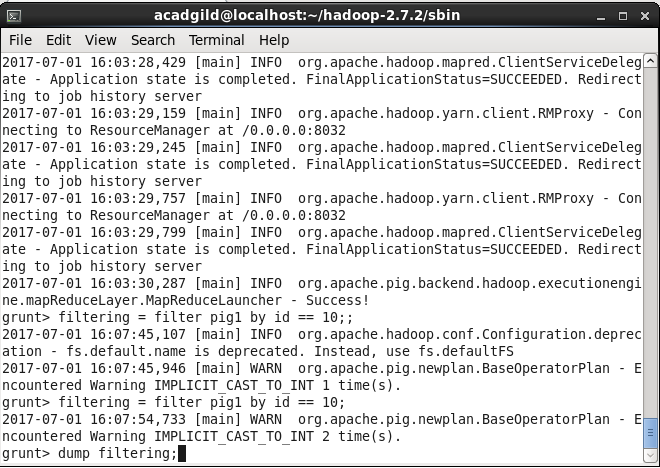 acadgild@localhost:~/hadoop-2.7.2/sbin
File Edit View Search Terminal Help
2017-07-01 16:03:28,429 [main] INFO  org.apache.hadoop.mapred.ClientServiceDeleg
ate - Application state is completed. FinalApplicationStatus=SUCCEEDED. Redirect
ing to job history server
2017-07-01 16:03:29,159 [main] INFO  org.apache.hadoop.yarn.client.RMProxy - Con
necting to ResourceManager at /0.0.0.0:8032
2017-07-01 16:03:29,245 [main] INFO  org.apache.hadoop.mapred.ClientServiceDeleg
ate - Application state is completed. FinalApplicationStatus=SUCCEEDED. Redirect
ing to job history server
2017-07-01 16:03:29,757 [main] INFO  org.apache.hadoop.yarn.client.RMProxy - Con
necting to ResourceManager at /0.0.0.0:8032
2017-07-01 16:03:29,799 [main] INFO  org.apache.hadoop.mapred.ClientServiceDeleg
ate - Application state is completed. FinalApplicationStatus=SUCCEEDED. Redirect
ing to job history server
2017-07-01 16:03:30,287 [main] INFO  org.apache.pig.backend.hadoop.executionengi
ne.mapReduceLayer.MapReduceLauncher - Success!
grunt> filtering = filter pig1 by id == 10;;
2017-07-01 16:07:45,107 [main] INFO  org.apache.hadoop.conf.Configuration.deprec
ation - fs.default.name is deprecated. Instead, use fs.defaultFS
2017-07-01 16:07:45,946 [main] WARN  org.apache.pig.newplan.BaseOperatorPlan - E
ncountered Warning IMPLICIT_CAST_TO_INT 1 time(s).
grunt> filtering = filter pig1 by id == 10;
2017-07-01 16:07:54,733 [main] WARN  org.apache.pig.newplan.BaseOperatorPlan - E
ncountered Warning IMPLICIT_CAST_TO_INT 2 time(s).
grunt> dump filtering;